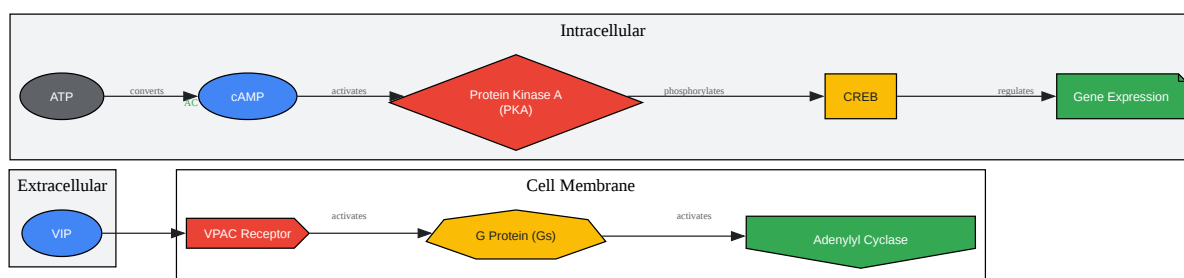 Intracellular
ATP
converts
AC
cAMP
activates
Protein Kinase A
(PKA)
phosphorylates
CREB
regulates
Gene Expression
Extracellular
VIP
Cell Membrane
VPAC Receptor
activates
G Protein (Gs)
activates
Adenylyl Cyclase